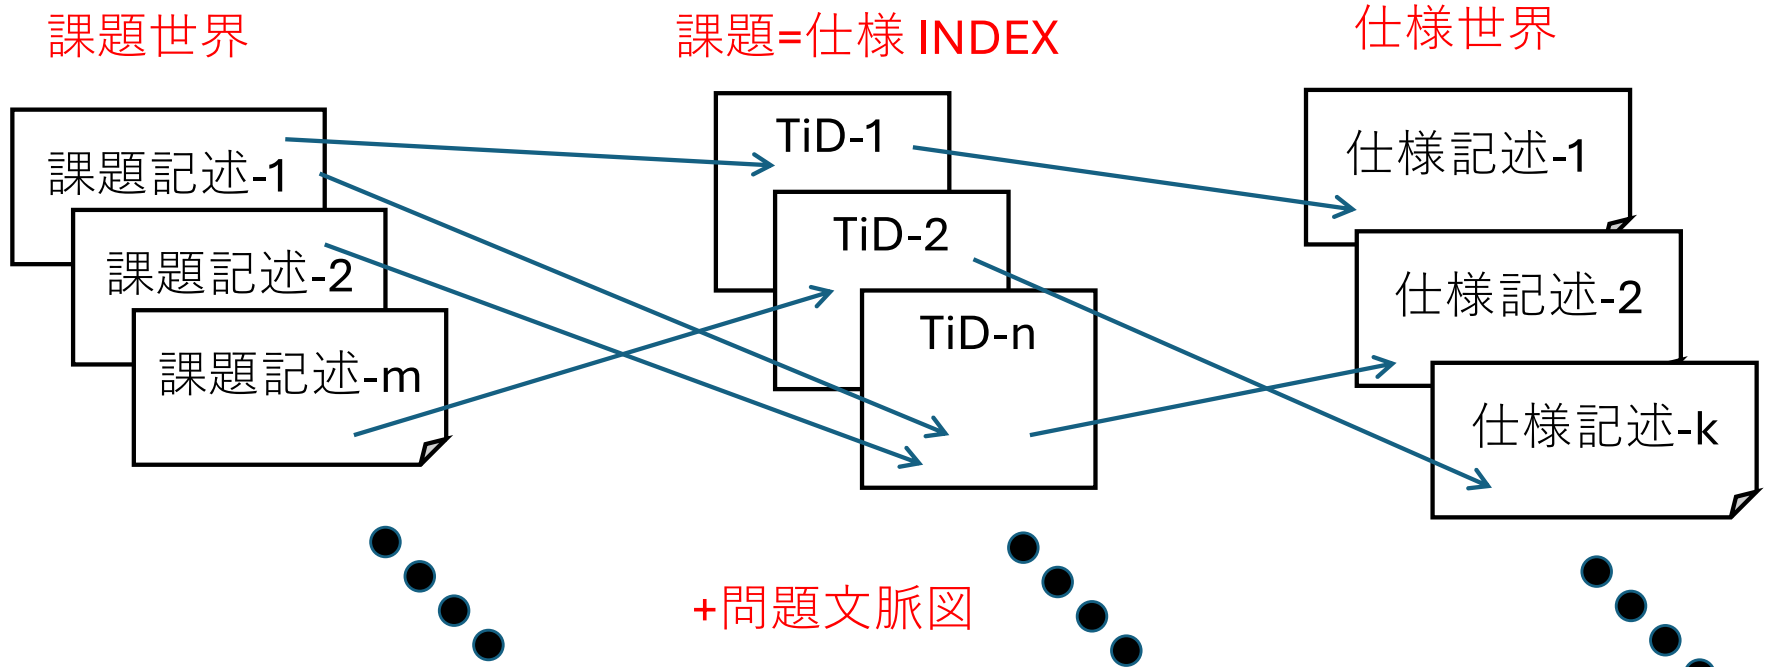 課題世界
課題=仕様 INDEX
仕様世界
課題記述-1
課題記述-2
課題記述-m
TiD-1
TiD-2
TiD-n
仕様記述-1
仕様記述-2
仕様記述-k
+問題文脈図